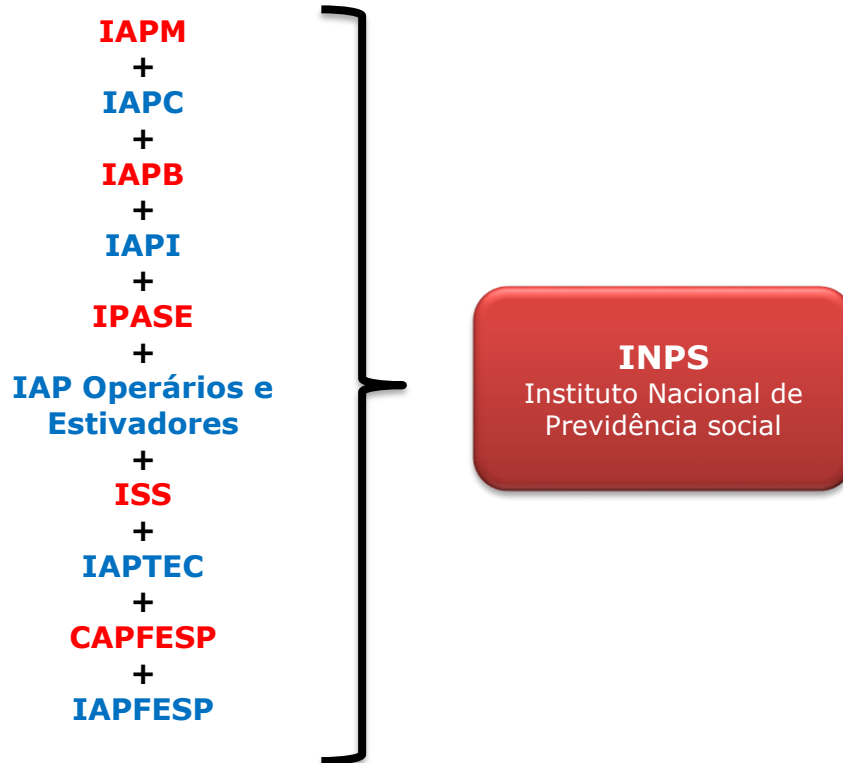 IAPM
+
IAPC
+
IAPB
+
IAPI
+
IPASE
+
IAP Operários e
Estivadores
+
ISS
+
IAPTEC
+
CAPFESP
+
IAPFESP
INPS
Instituto Nacional de
Previdência social